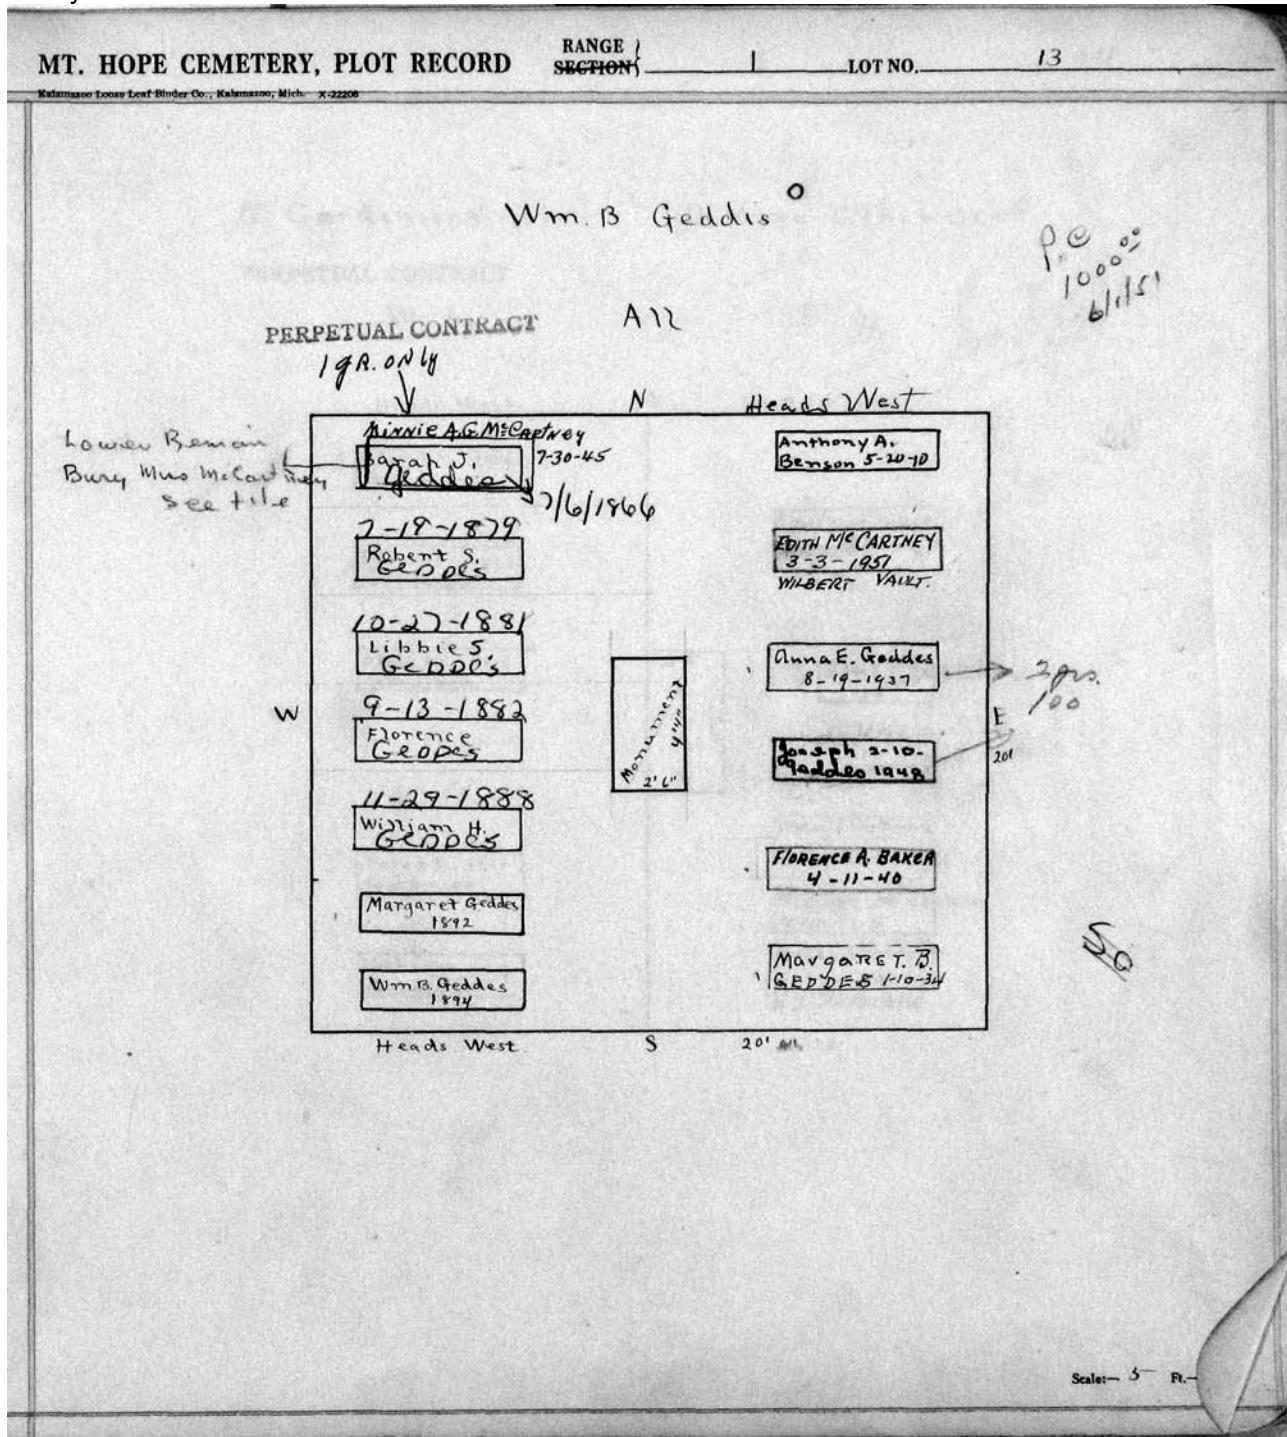 MT. HOPE CEMETERY, PLOT RECORD
RANGE
SECTION 1 LOT NO. 13
Kalamazoo Loose Leaf Binder Co., Kalamazoo, Mich. X-22208
Wm. B Geddis
P.C
1000 00
6/1/51
All
PERPETUAL CONTRACT
1 gR. ONly
N
Heads West
Lower Remain
Bury Mrs McCartney
See file
Minnie A.G. McCARTNEY
7-30-45
Sarah J.
Geddes
7/6/1866
7-19-1879
Robert S.
GEDDES
10-27-1881
Libbie S.
GEDDES
9-13-1882
Florence
GEDDES
11-29-1888
William H.
GEDDES
Margaret Geddes
1892
Wm B. Geddes
1894
W
Monument
4'4"
2' 6"
Anthony A.
Benson 5-20-10
EDITH McCARTNEY
3-3-1951
WILBERT VAULT.
Anna E. Geddes
8-19-1937
2 grs.
100
E
20'
Joseph 2-10-
Geddes 1948
FLORENCE A. BAKER
4-11-40
MargaRET. B.
GEDDES 1-10-34
50
Heads West
S
20'
Scale:— 5 Ft.—